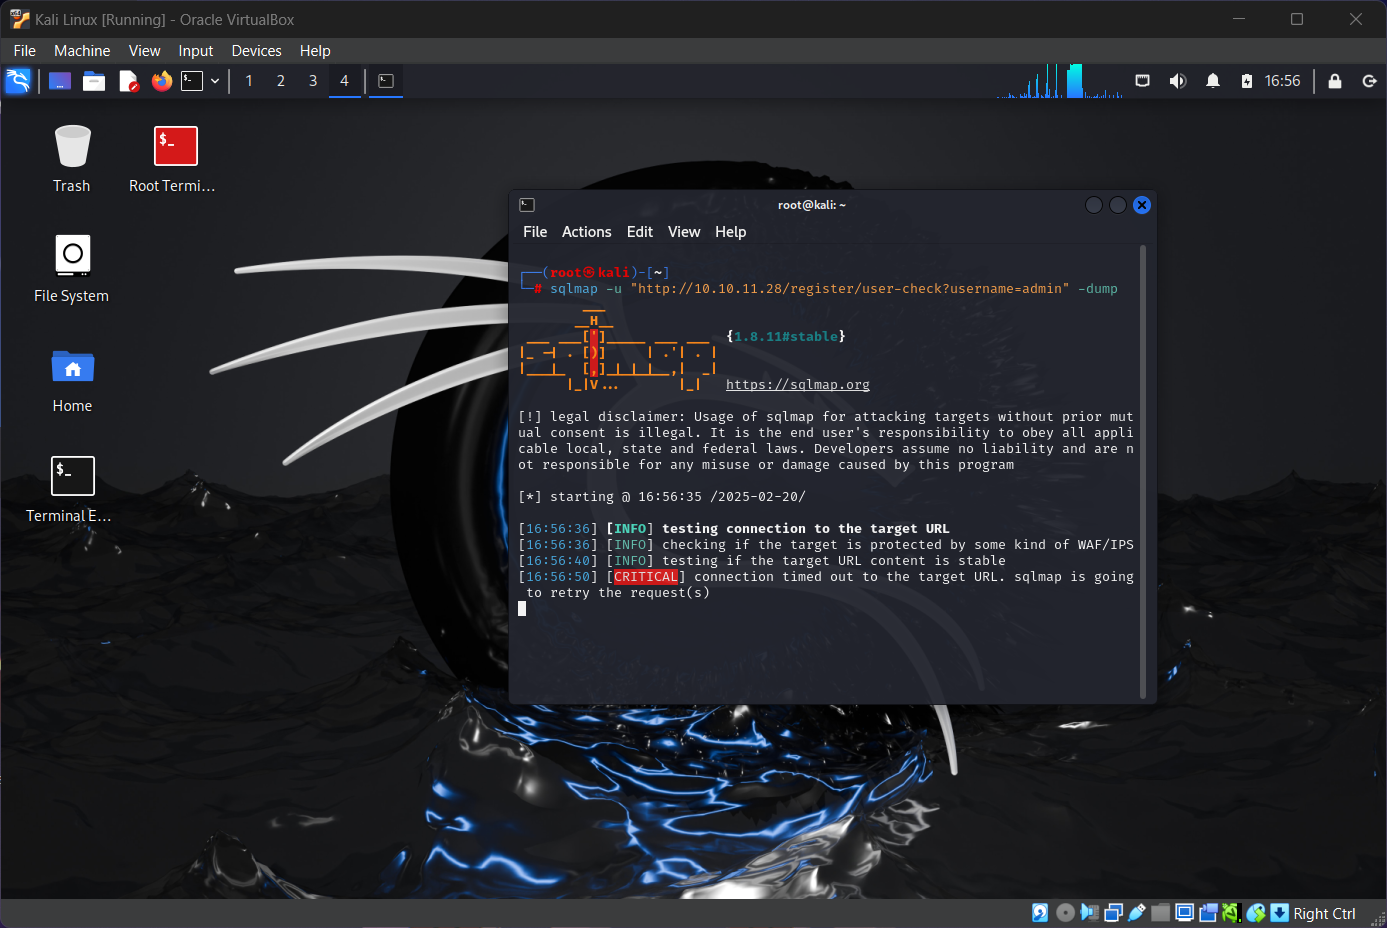 Kali Linux [Running] - Oracle VirtualBox
File Machine View Input Devices Help
1 2 3 4 16:56
Trash
Root Termi...
File System
Home
Terminal E...
root@kali: ~
File Actions Edit View Help
(root㉿kali)-[~]
# sqlmap -u "http://10.10.11.28/register/user-check?username=admin" -dump
{1.8.11#stable}
https://sqlmap.org
[!] legal disclaimer: Usage of sqlmap for attacking targets without prior mut
ual consent is illegal. It is the end user's responsibility to obey all appli
cable local, state and federal laws. Developers assume no liability and are n
ot responsible for any misuse or damage caused by this program
[*] starting @ 16:56:35 /2025-02-20/
[16:56:36] [INFO] testing connection to the target URL
[16:56:36] [INFO] checking if the target is protected by some kind of WAF/IPS
[16:56:40] [INFO] testing if the target URL content is stable
[16:56:50] [CRITICAL] connection timed out to the target URL. sqlmap is going
to retry the request(s)
Right Ctrl